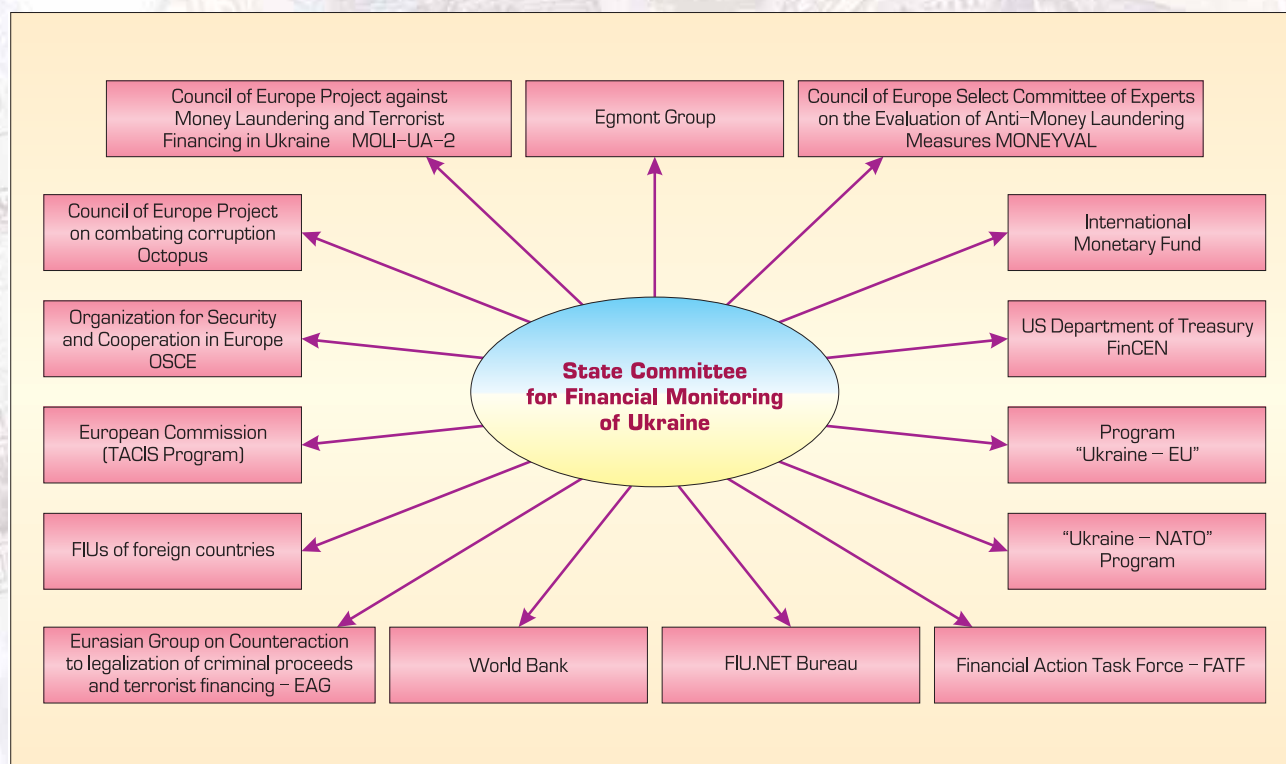 Council of Europe Project against
Money Laundering and Terrorist
Financing in Ukraine MOLI-UA-2
Egmont Group
Council of Europe Select Committee of Experts
on the Evaluation of Anti-Money Laundering
Measures MONEYVAL
Council of Europe Project
on combating corruption
Octopus
International
Monetary Fund
Organization for Security
and Cooperation in Europe
OSCE
US Department of Treasury
FinCEN
State Committee
for Financial Monitoring
of Ukraine
European Commission
(TACIS Program)
Program
“Ukraine – EU”
FIUs of foreign countries
“Ukraine – NATO”
Program
Eurasian Group on Counteraction
to legalization of criminal proceeds
and terrorist financing – EAG
World Bank
FIU.NET Bureau
Financial Action Task Force – FATF